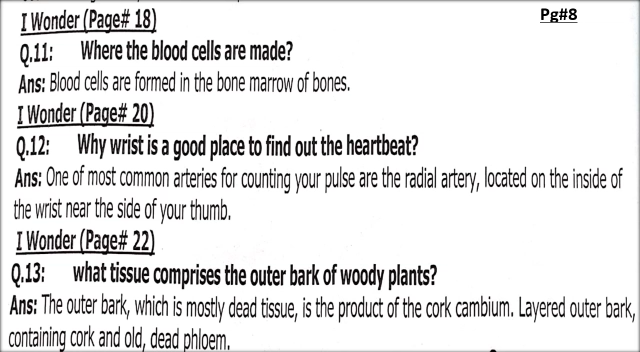 I Wonder (Page# 18)
Pg#8
Q.11: Where the blood cells are made?
Ans: Blood cells are formed in the bone marrow of bones.
I Wonder (Page# 20)
Q.12: Why wrist is a good place to find out the heartbeat?
Ans: One of most common arteries for counting your pulse are the radial artery, located on the inside of
the wrist near the side of your thumb.
I Wonder (Page# 22)
Q.13: what tissue comprises the outer bark of woody plants?
Ans: The outer bark, which is mostly dead tissue, is the product of the cork cambium. Layered outer bark,
containing cork and old, dead phloem.